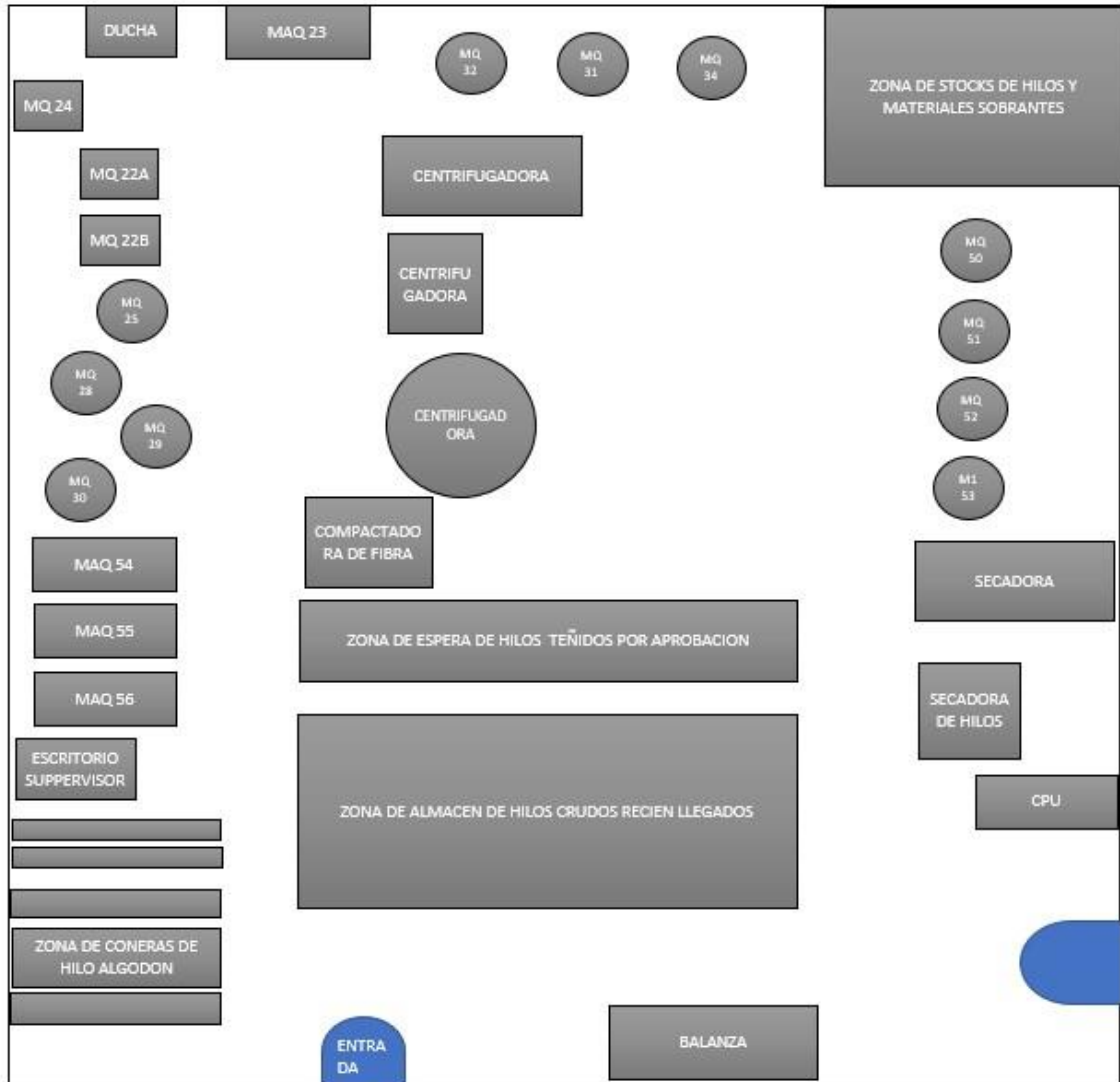 DUCHA
MAQ 23
MQ
32
MQ
31
MQ
34
ZONA DE STOCKS DE HILOS Y
MATERIALES SOBRANTES
MQ 24
MQ 22A
CENTRIFUGADORA
MQ 22B
MQ
50
CENTRIFU
GADORA
MQ
25
MQ
51
MQ
28
MQ
52
CENTRIFUGAD
ORA
MQ
29
MQ
30
M1
53
COMPACTADO
RA DE FIBRA
MAQ 54
SECADORA
MAQ 55
ZONA DE ESPERA DE HILOS TEÑIDOS POR APROBACION
MAQ 56
SECADORA
DE HILOS
ESCRITORIO
SUPPERVISOR
ZONA DE ALMACEN DE HILOS CRUDOS RECIEN LLEGADOS
CPU
ZONA DE CONERAS DE
HILO ALGODON
ENTRA
DA
BALANZA